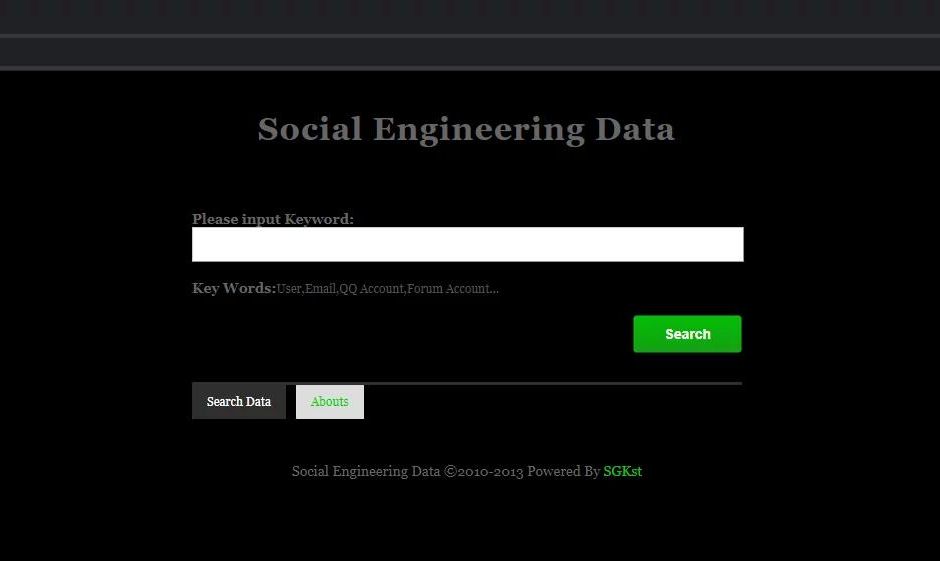 Social Engineering Data
Please input Keyword:
Key Words:User,Email,QQ Account,Forum Account...
Search
Search Data Abouts
Social Engineering Data ©2010-2013 Powered By SGKst